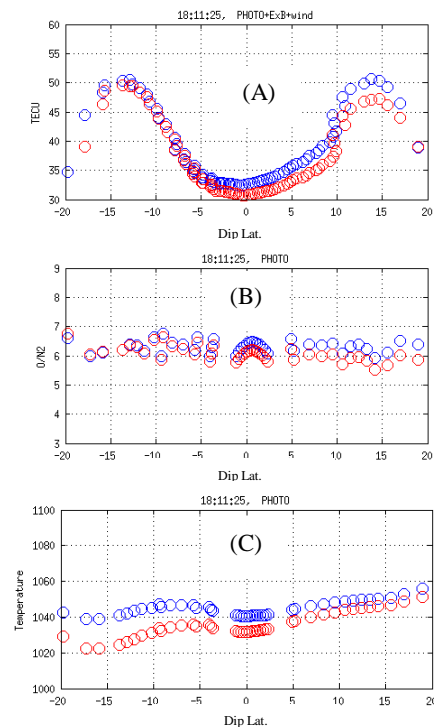 18:11:25, PHOTO+ExB+wind
60
55
50
45
40
35
30
TECU
(A)
-20 -15 -10 -5 0 5 10 15 20
Dip Lat.
18:11:25, PHOTO
9
8
7
6
5
4
3
O/N2
(B)
-20 -15 -10 -5 0 5 10 15 20
Dip Lat.
18:11:25, PHOTO
1100
1080
1060
1040
1020
1000
Temperature
(C)
-20 -15 -10 -5 0 5 10 15 20
Dip Lat.